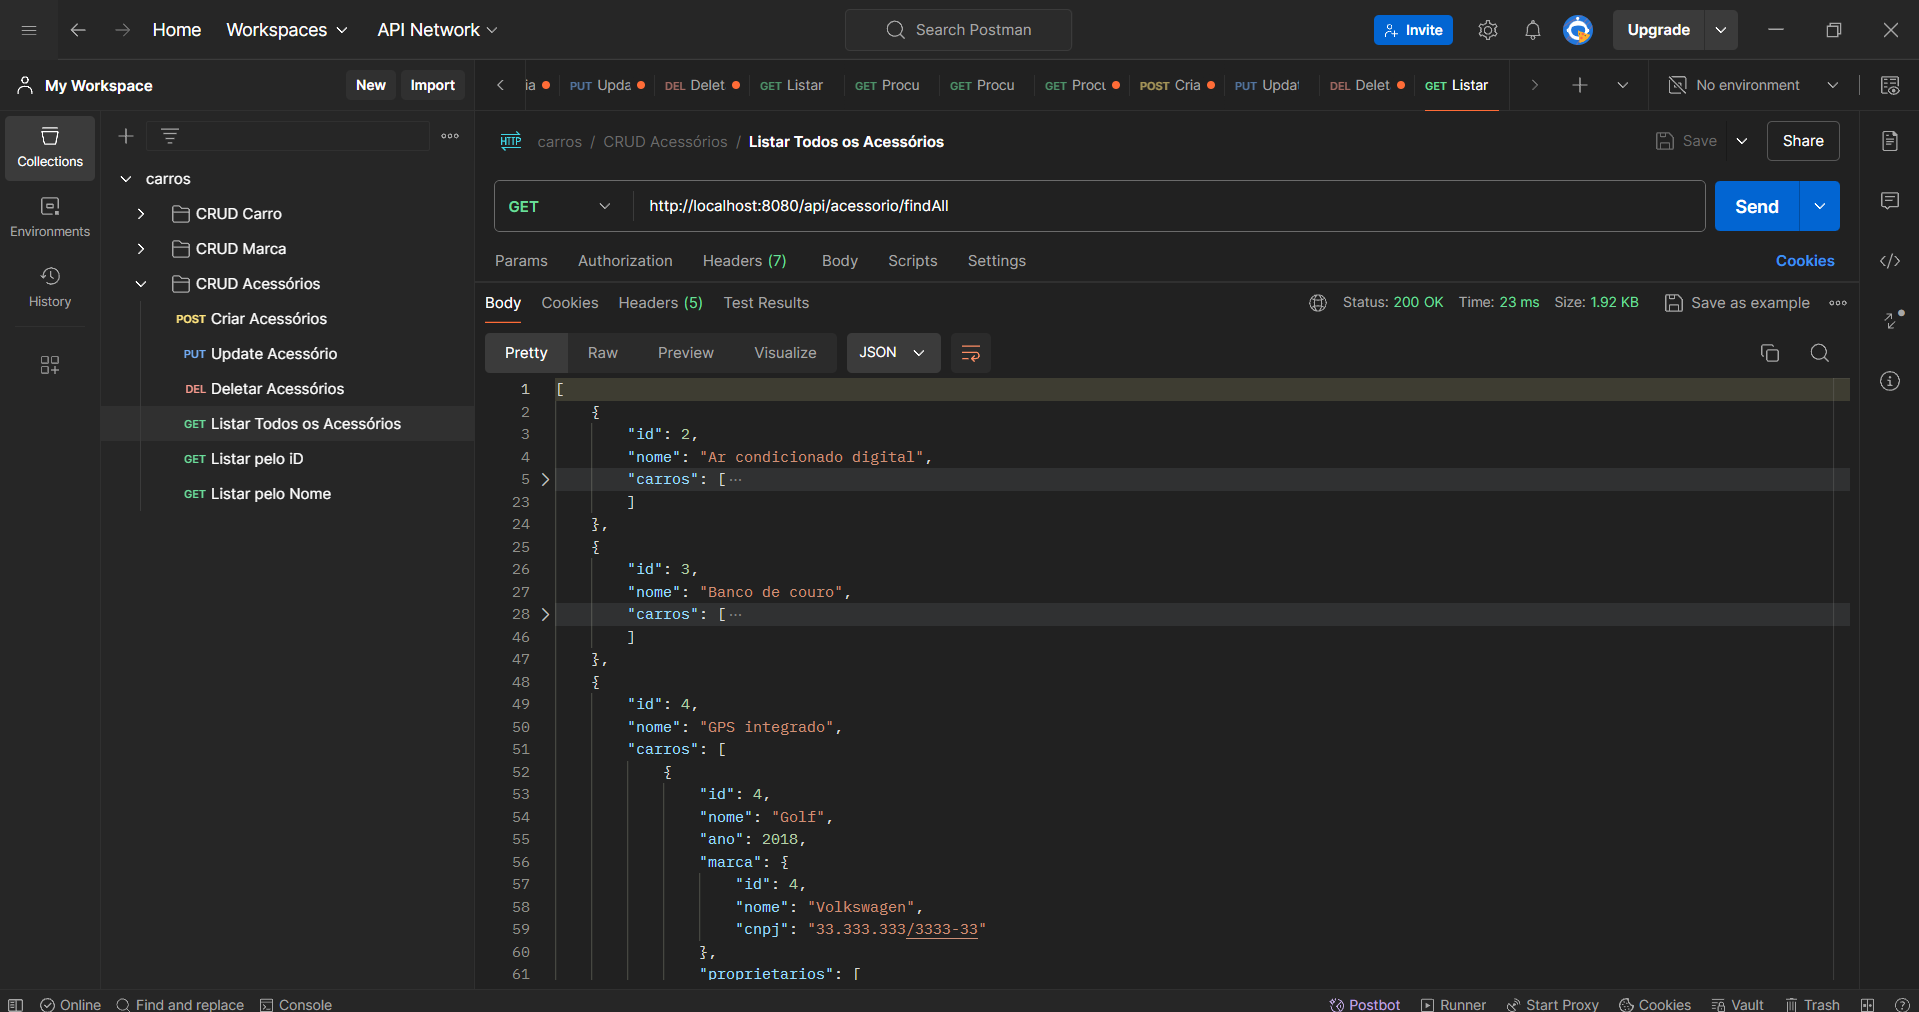 Home Workspaces API Network Search Postman Invite Upgrade
My Workspace New Import
ia PUT Upda DEL Delet GET Listar GET Procu GET Procu GET Procu POST Cria PUT Updat DEL Delet GET Listar No environment
Collections
Environments
History
carros
CRUD Carro
CRUD Marca
CRUD Acessórios
POST Criar Acessórios
PUT Update Acessório
DEL Deletar Acessórios
GET Listar Todos os Acessórios
GET Listar pelo iD
GET Listar pelo Nome
HTTP carros / CRUD Acessórios / Listar Todos os Acessórios Save Share
GET http://localhost:8080/api/acessorio/findAll Send
Params Authorization Headers (7) Body Scripts Settings Cookies
Body Cookies Headers (5) Test Results Status: 200 OK Time: 23 ms Size: 1.92 KB Save as example
Pretty Raw Preview Visualize JSON
1 [
2 {
3 "id": 2,
4 "nome": "Ar condicionado digital",
5 "carros": [ ···
23 ]
24 },
25 {
26 "id": 3,
27 "nome": "Banco de couro",
28 "carros": [ ···
46 ]
47 },
48 {
49 "id": 4,
50 "nome": "GPS integrado",
51 "carros": [
52 {
53 "id": 4,
54 "nome": "Golf",
55 "ano": 2018,
56 "marca": {
57 "id": 4,
58 "nome": "Volkswagen",
59 "cnpj": "33.333.333/3333-33"
60 },
61 "proprietarios": [
Online Find and replace Console Postbot Runner Start Proxy Cookies Vault Trash